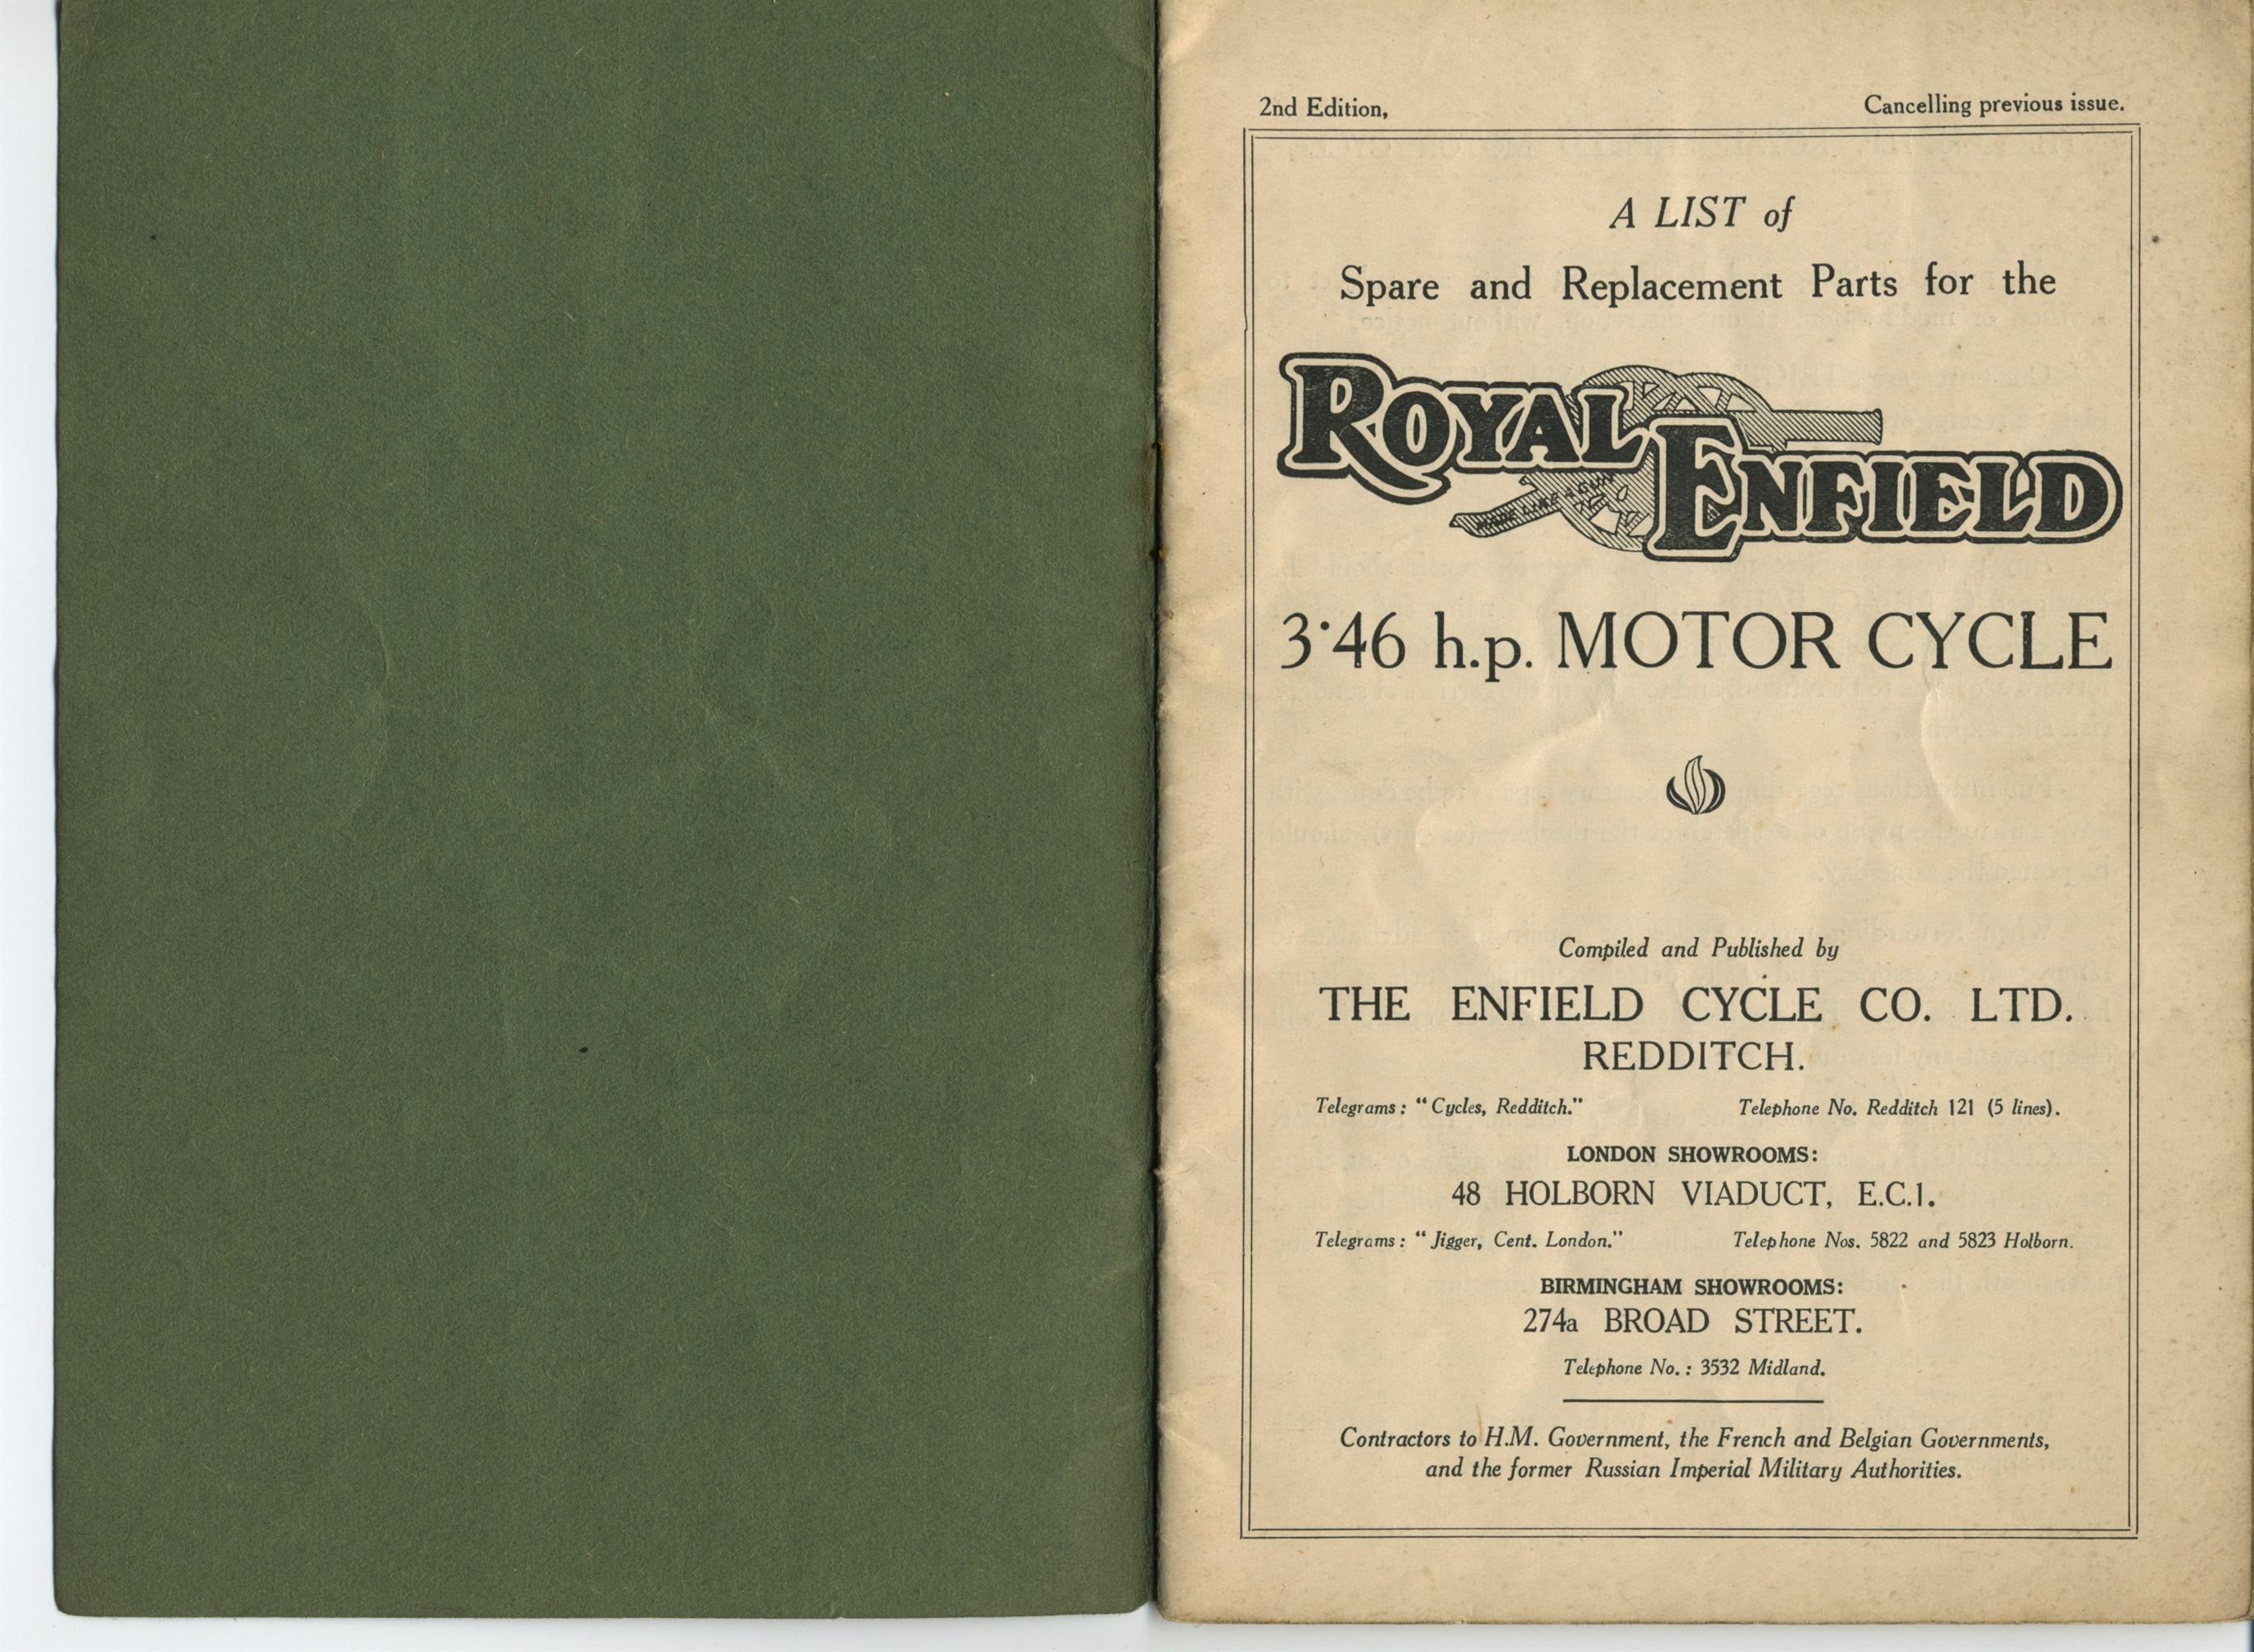 2nd Edition, Cancelling previous issue.
A LIST of
Spare and Replacement Parts for the
ROYAL ENFIELD
MADE LIKE A GUN
3·46 h.p. MOTOR CYCLE
Compiled and Published by
THE ENFIELD CYCLE CO. LTD.
REDDITCH.
Telegrams: "Cycles, Redditch." Telephone No. Redditch 121 (5 lines).
LONDON SHOWROOMS:
48 HOLBORN VIADUCT, E.C.1.
Telegrams: "Jigger, Cent. London." Telephone Nos. 5822 and 5823 Holborn.
BIRMINGHAM SHOWROOMS:
274a BROAD STREET.
Telephone No.: 3532 Midland.
Contractors to H.M. Government, the French and Belgian Governments,
and the former Russian Imperial Military Authorities.